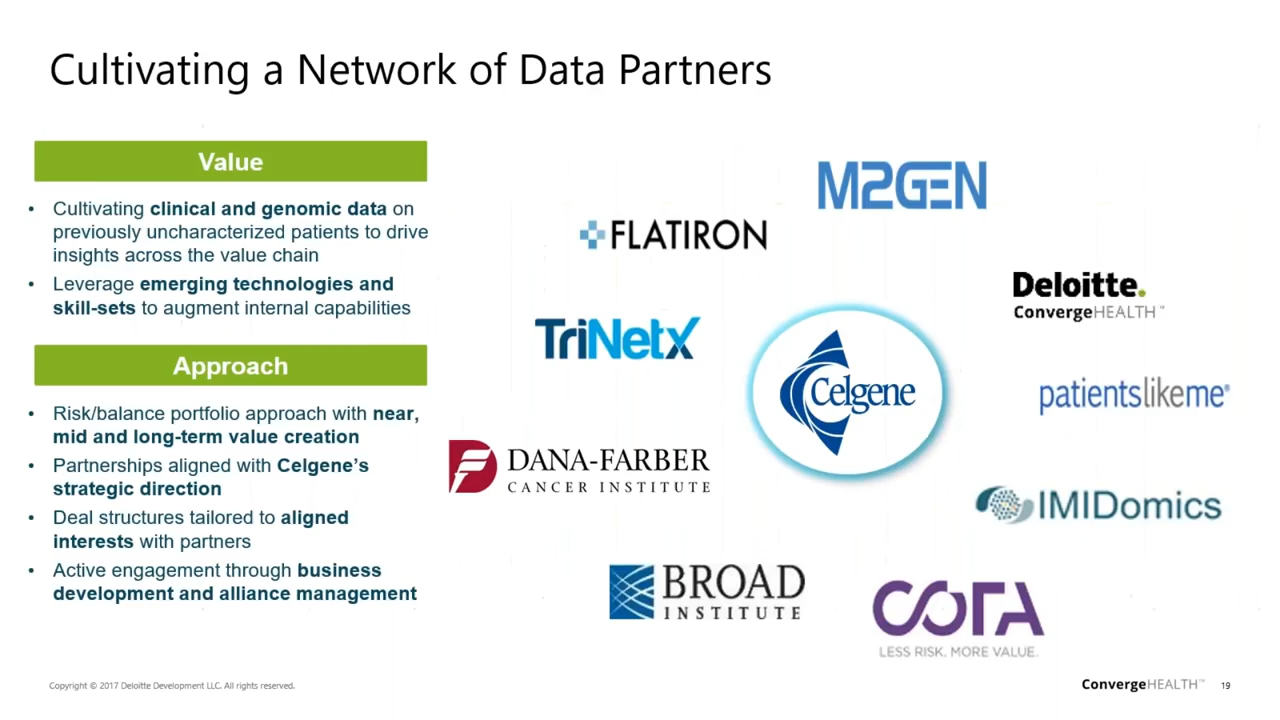 Cultivating a Network of Data Partners
Value
• Cultivating clinical and genomic data on
previously uncharacterized patients to drive
insights across the value chain
• Leverage emerging technologies and
skill-sets to augment internal capabilities
Approach
• Risk/balance portfolio approach with near,
mid and long-term value creation
• Partnerships aligned with Celgene’s
strategic direction
• Deal structures tailored to aligned
interests with partners
• Active engagement through business
development and alliance management
M2GEN
FLATIRON
Deloitte.
ConvergeHEALTH™
TriNetX
Celgene
patientslikeme®
DANA-FARBER
CANCER INSTITUTE
IMIDomics
BROAD
INSTITUTE
COTA
LESS RISK. MORE VALUE.
Copyright © 2017 Deloitte Development LLC. All rights reserved.
ConvergeHEALTH™
19